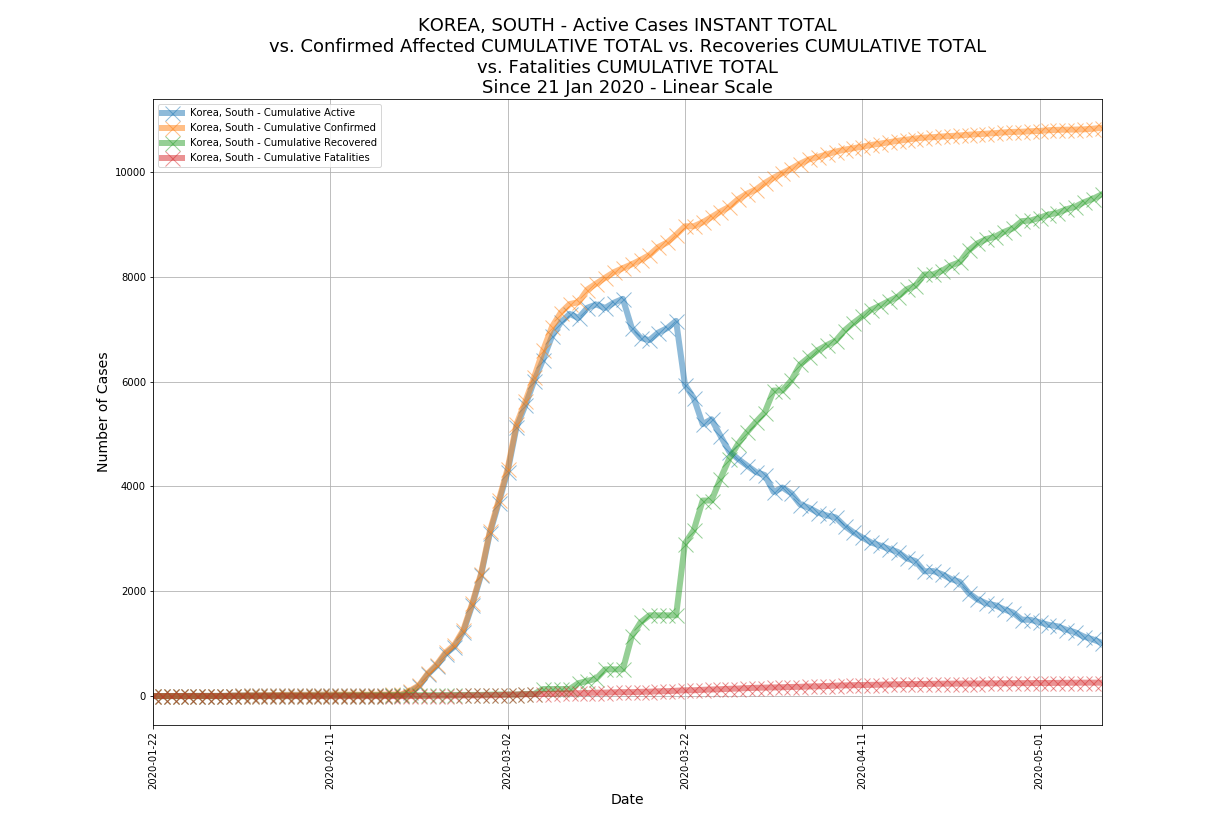 KOREA, SOUTH - Active Cases INSTANT TOTAL
vs. Confirmed Affected CUMULATIVE TOTAL vs. Recoveries CUMULATIVE TOTAL
vs. Fatalities CUMULATIVE TOTAL
Since 21 Jan 2020 - Linear Scale
Korea, South - Cumulative Active
Korea, South - Cumulative Confirmed
Korea, South - Cumulative Recovered
Korea, South - Cumulative Fatalities
Number of Cases
10000
8000
6000
4000
2000
0
2020-01-22
2020-02-11
2020-03-02
2020-03-22
2020-04-11
2020-05-01
Date